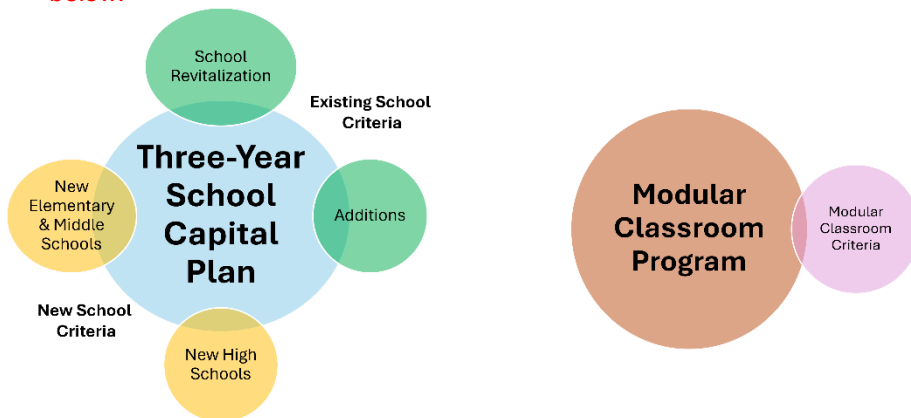 below
School
Revitalization
Existing School
Criteria
Three-Year
School
Capital
Plan
New
Elementary
& Middle
Schools
Additions
New School
Criteria
New High
Schools
Modular
Classroom
Program
Modular
Classroom
Criteria